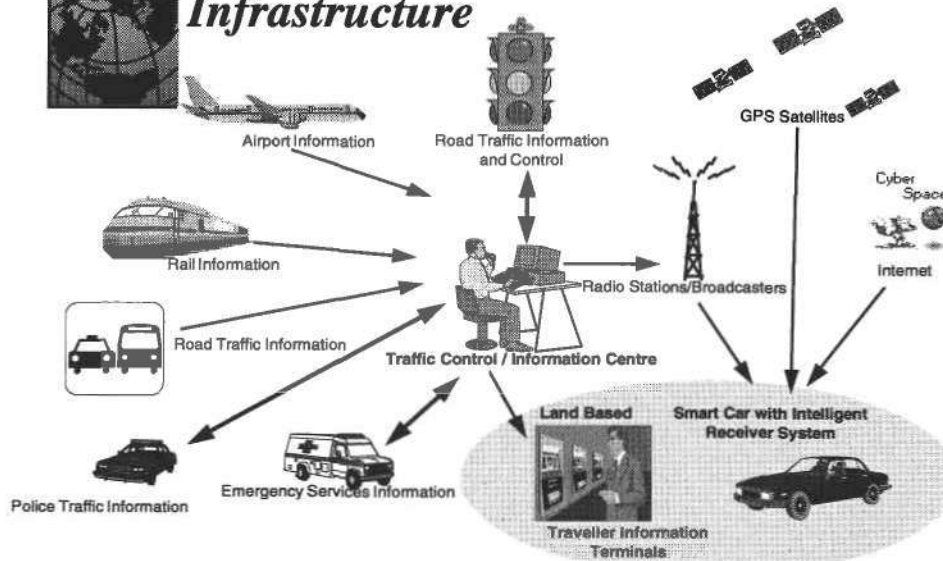 Infrastructure
Airport Information
Road Traffic Information
and Control
GPS Satellites
Cyber
Space
Rail Information
Radio Stations/Broadcasters
Internet
Road Traffic Information
Traffic Control / Information Centre
Land Based
Smart Car with Intelligent
Receiver System
Police Traffic Information
Emergency Services Information
Traveller Information
Terminals